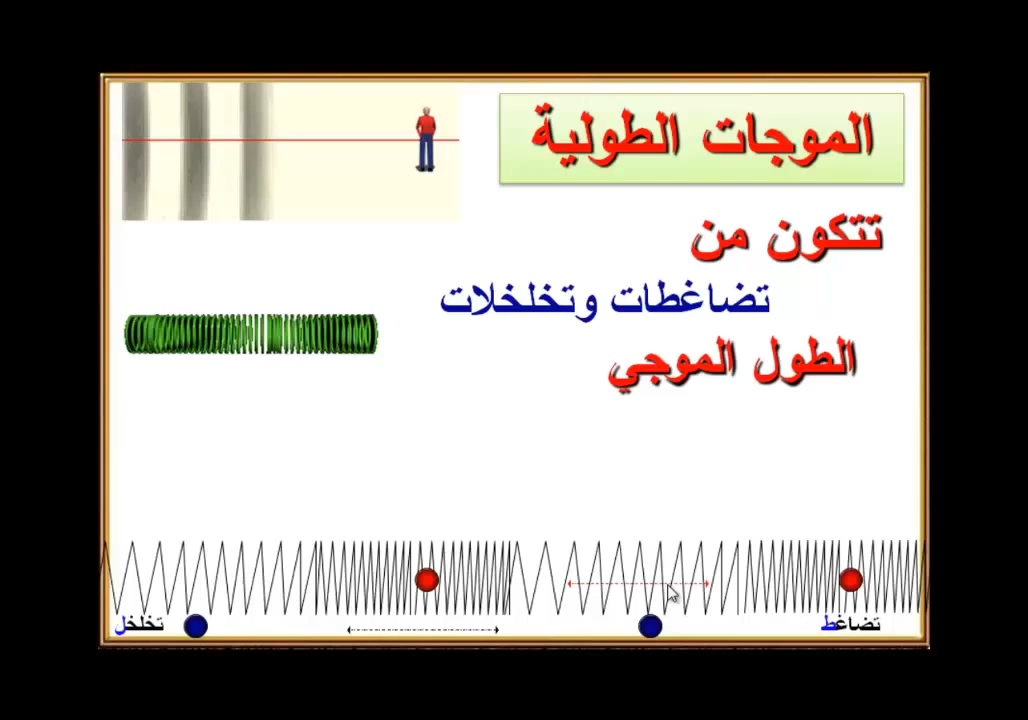 الموجات الطولية
تتكون من
تضاغطات وتخلخلات
الطول الموجي
تضاغط
تخلخل